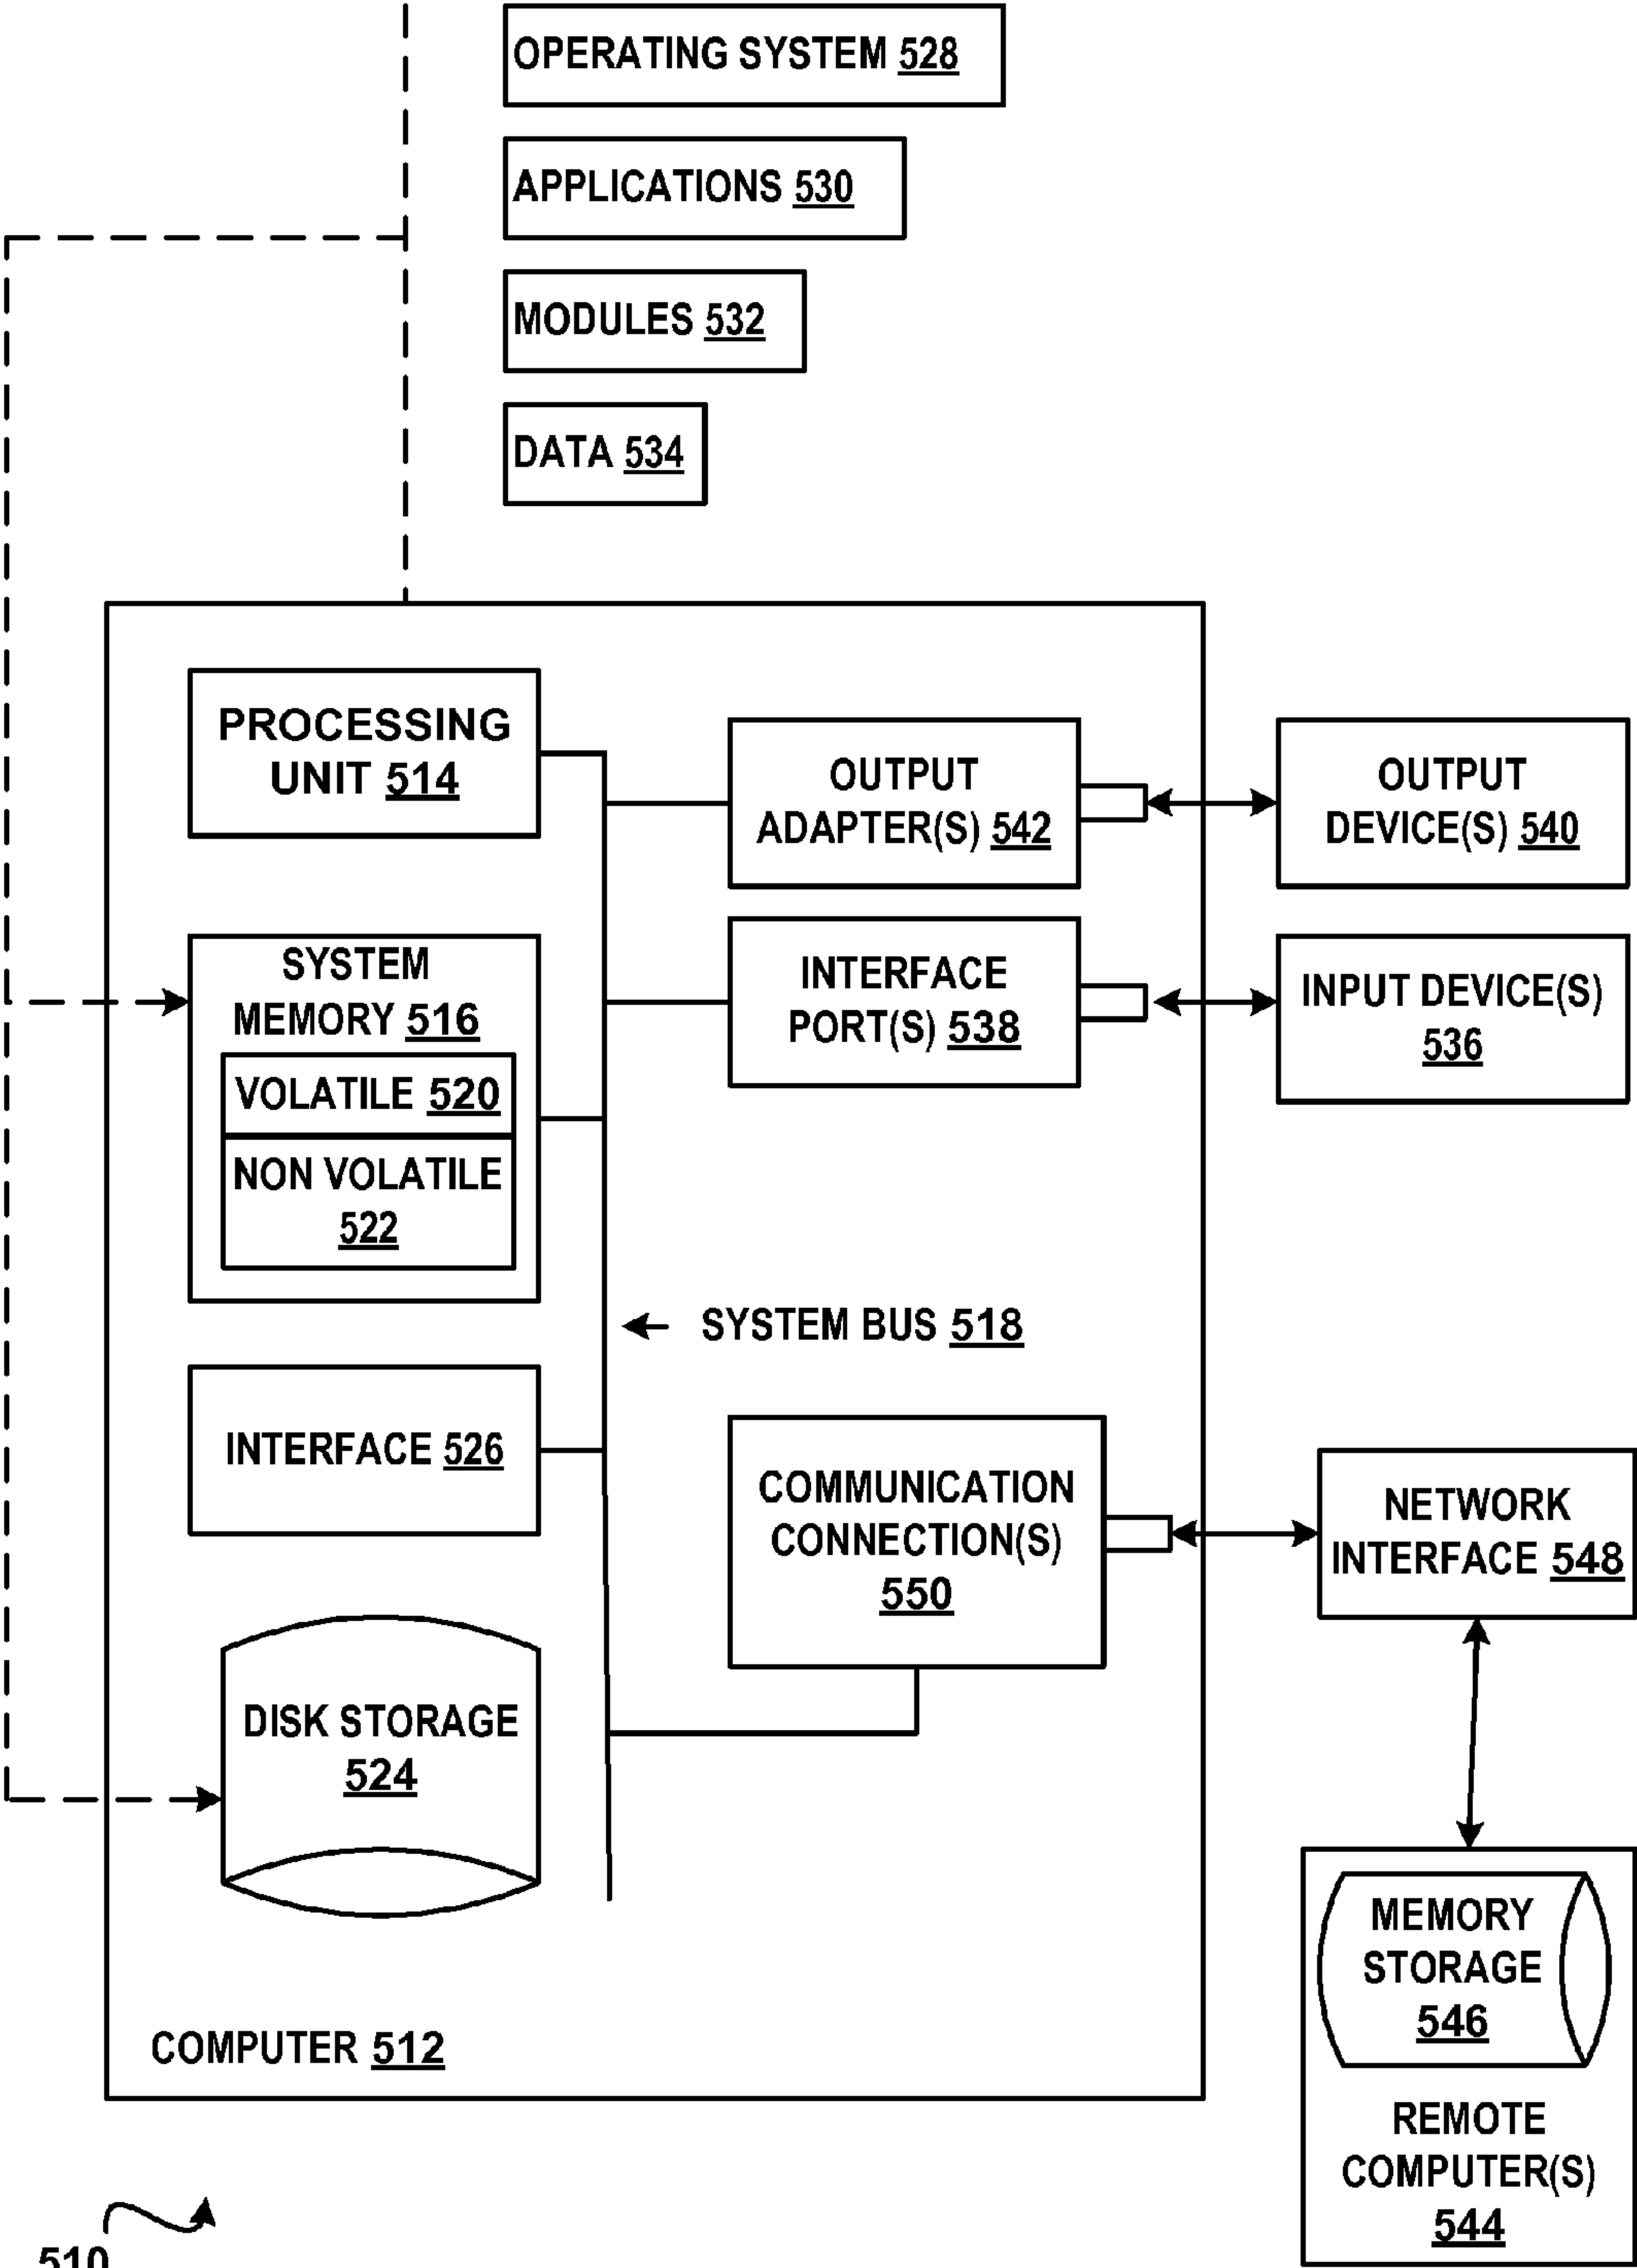 OPERATING SYSTEM 528
APPLICATIONS 530
MODULES 532
DATA 534
PROCESSING
UNIT 514
OUTPUT
ADAPTER(S) 542
OUTPUT
DEVICE(S) 540
SYSTEM
MEMORY 516
VOLATILE 520
NON VOLATILE
522
INTERFACE
PORT(S) 538
INPUT DEVICE(S)
536
SYSTEM BUS 518
INTERFACE 526
COMMUNICATION
CONNECTION(S)
550
NETWORK
INTERFACE 548
DISK STORAGE
524
MEMORY
STORAGE
546
REMOTE
COMPUTER(S)
544
COMPUTER 512
510